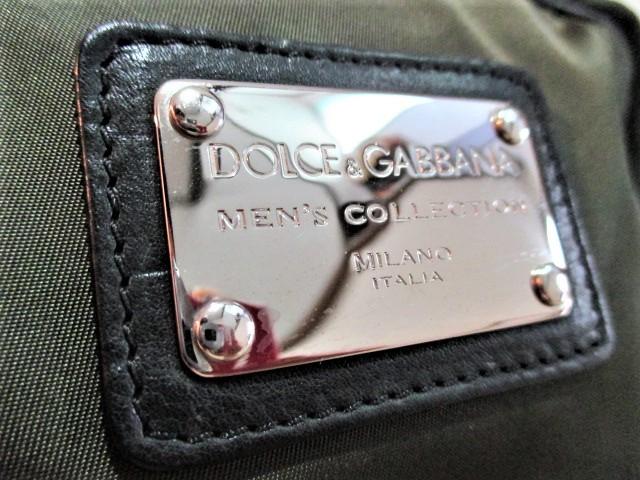 DOLCE&GABBANA
MEN'S COLLECTION
MILANO
ITALIA